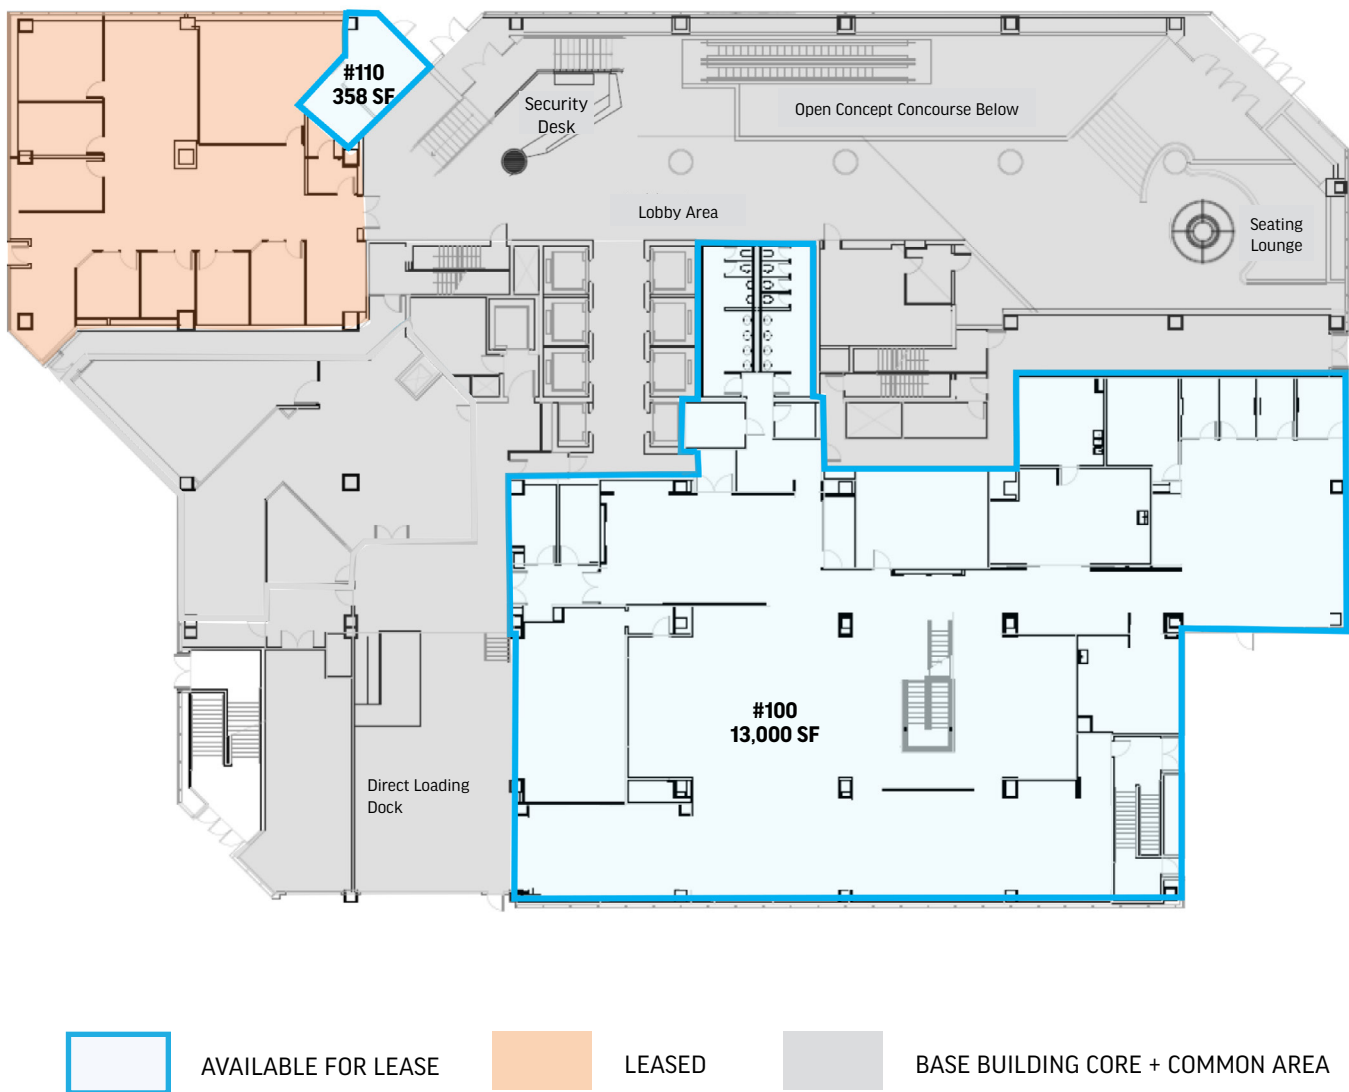 #110
358 SF
Security
Desk
Open Concept Concourse Below
Lobby Area
Seating
Lounge
#100
13,000 SF
Direct Loading
Dock
AVAILABLE FOR LEASE
LEASED
BASE BUILDING CORE + COMMON AREA